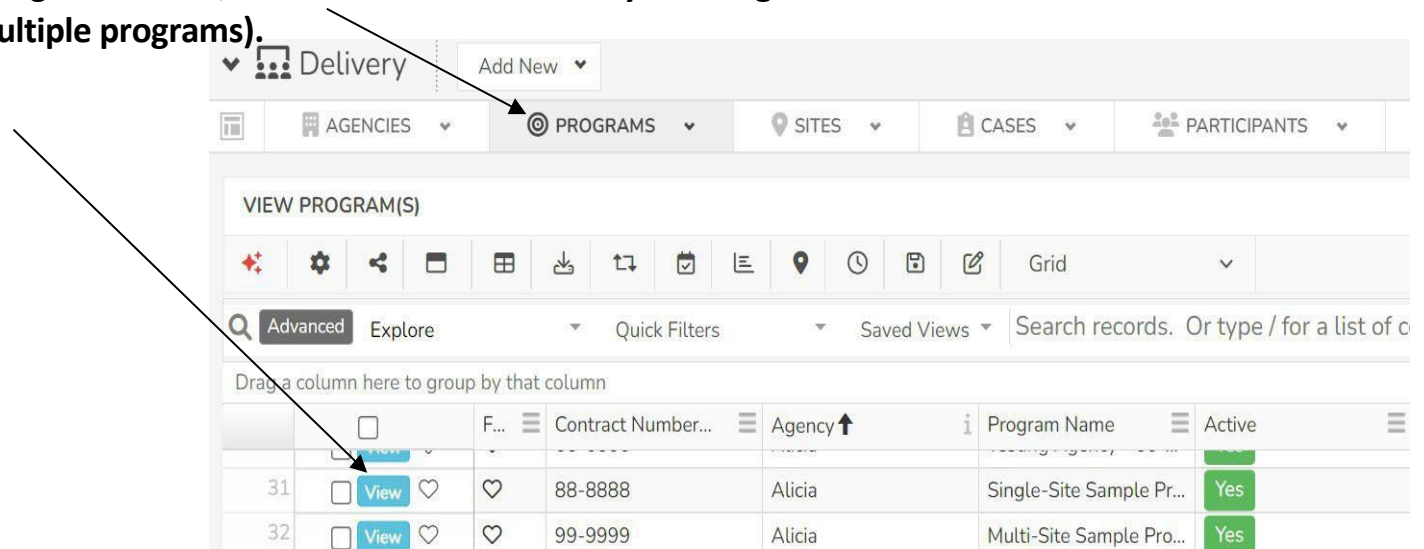 ultiple programs).
Delivery Add New
AGENCIES PROGRAMS SITES CASES PARTICIPANTS
VIEW PROGRAM(S)
Grid
Advanced Explore Quick Filters Saved Views Search records. Or type / for a list of c
Drag a column here to group by that column
F... Contract Number... Agency Program Name Active
31 View 88-8888 Alicia Single-Site Sample Pr... Yes
32 View 99-9999 Alicia Multi-Site Sample Pro... Yes